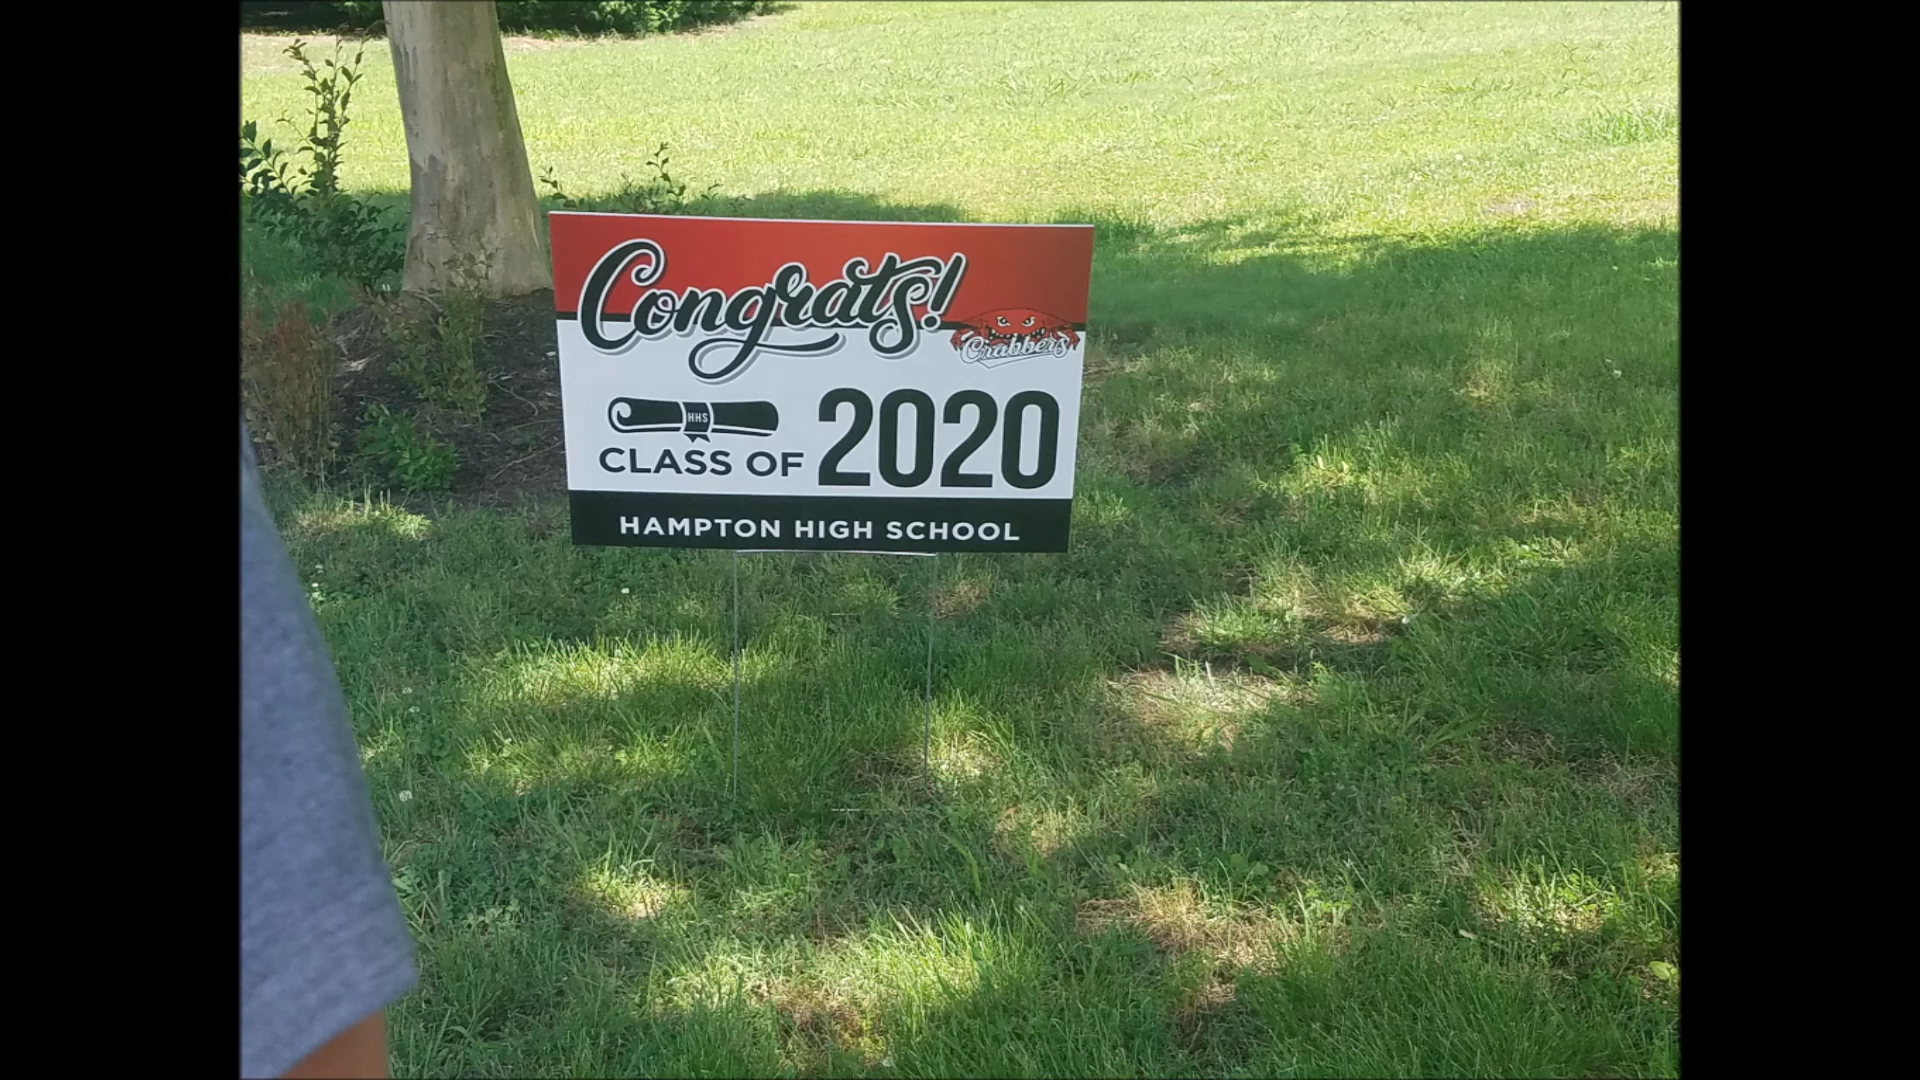 Congrats!
Crabbers
HHS
CLASS OF 2020
HAMPTON HIGH SCHOOL